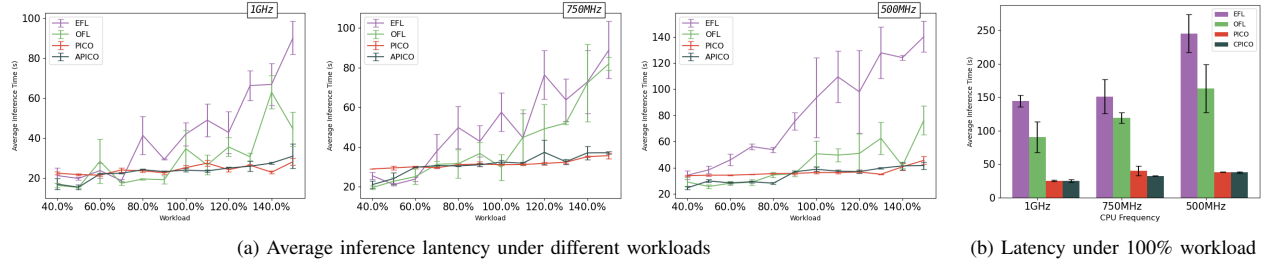 1GHz
100
80
60
40
20
Average Inference Time (s)
EFL
OFL
PICO
APICO
40.0% 60.0% 80.0% 100.0% 120.0% 140.0%
Workload
750MHz
100
80
60
40
20
Average Inference Time (s)
EFL
OFL
PICO
APICO
40.0% 60.0% 80.0% 100.0% 120.0% 140.0%
Workload
500MHz
140
120
100
80
60
40
20
Average Inference Time (s)
EFL
OFL
PICO
APICO
40.0% 60.0% 80.0% 100.0% 120.0% 140.0%
Workload
(a) Average inference lantency under different workloads
250
200
150
100
50
0
Average Inference Time (s)
EFL
OFL
PICO
CPICO
1GHz 750MHz 500MHz
CPU Frequency
(b) Latency under 100% workload